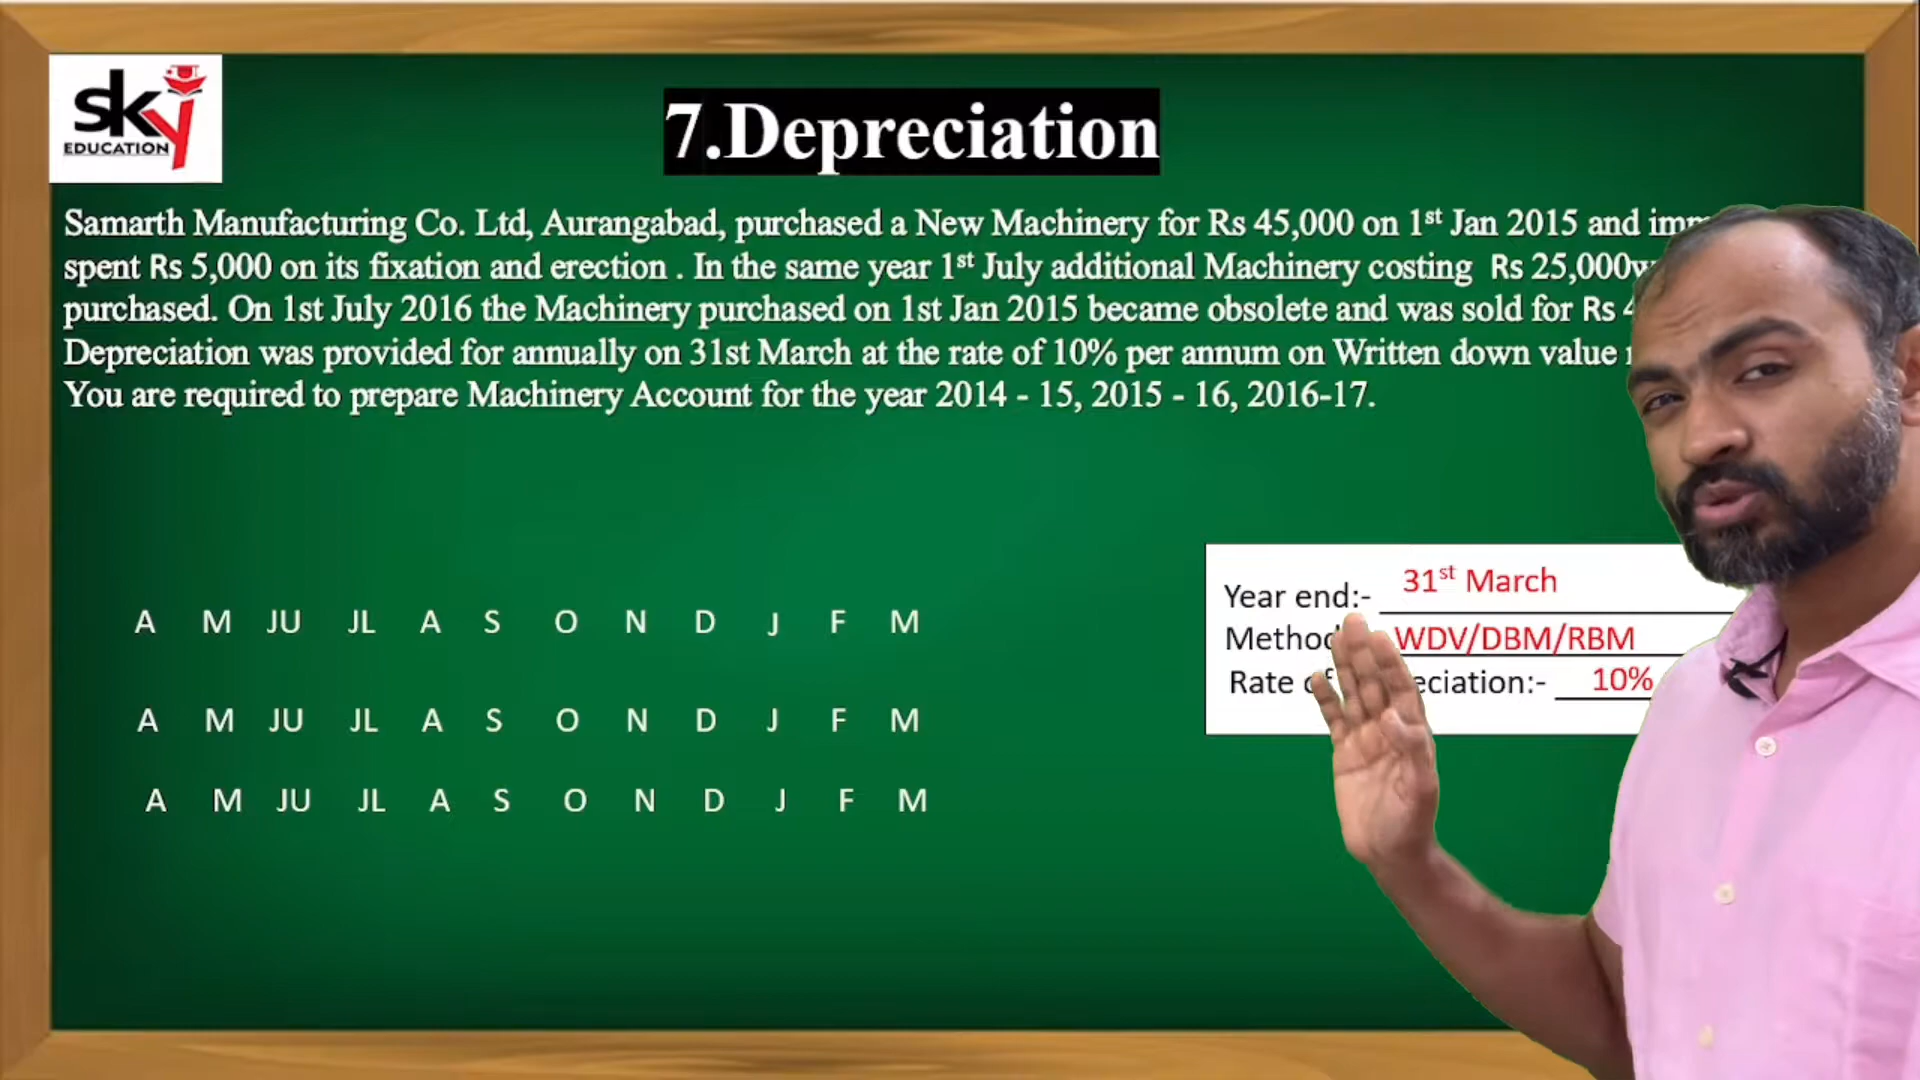 sky
EDUCATION
7.Depreciation
Samarth Manufacturing Co. Ltd, Aurangabad, purchased a New Machinery for Rs 45,000 on 1st Jan 2015 and
spent Rs 5,000 on its fixation and erection . In the same year 1st July additional Machinery costing Rs 25,000
purchased. On 1st July 2016 the Machinery purchased on 1st Jan 2015 became obsolete and was sold for Rs
Depreciation was provided for annually on 31st March at the rate of 10% per annum on Written down value
You are required to prepare Machinery Account for the year 2014 - 15, 2015 - 16, 2016-17.
Year end:- 31st March
Method WDV/DBM/RBM
Rate eciation:- 10%
A M JU JL A S O N D J F M
A M JU JL A S O N D J F M
A M JU JL A S O N D J F M